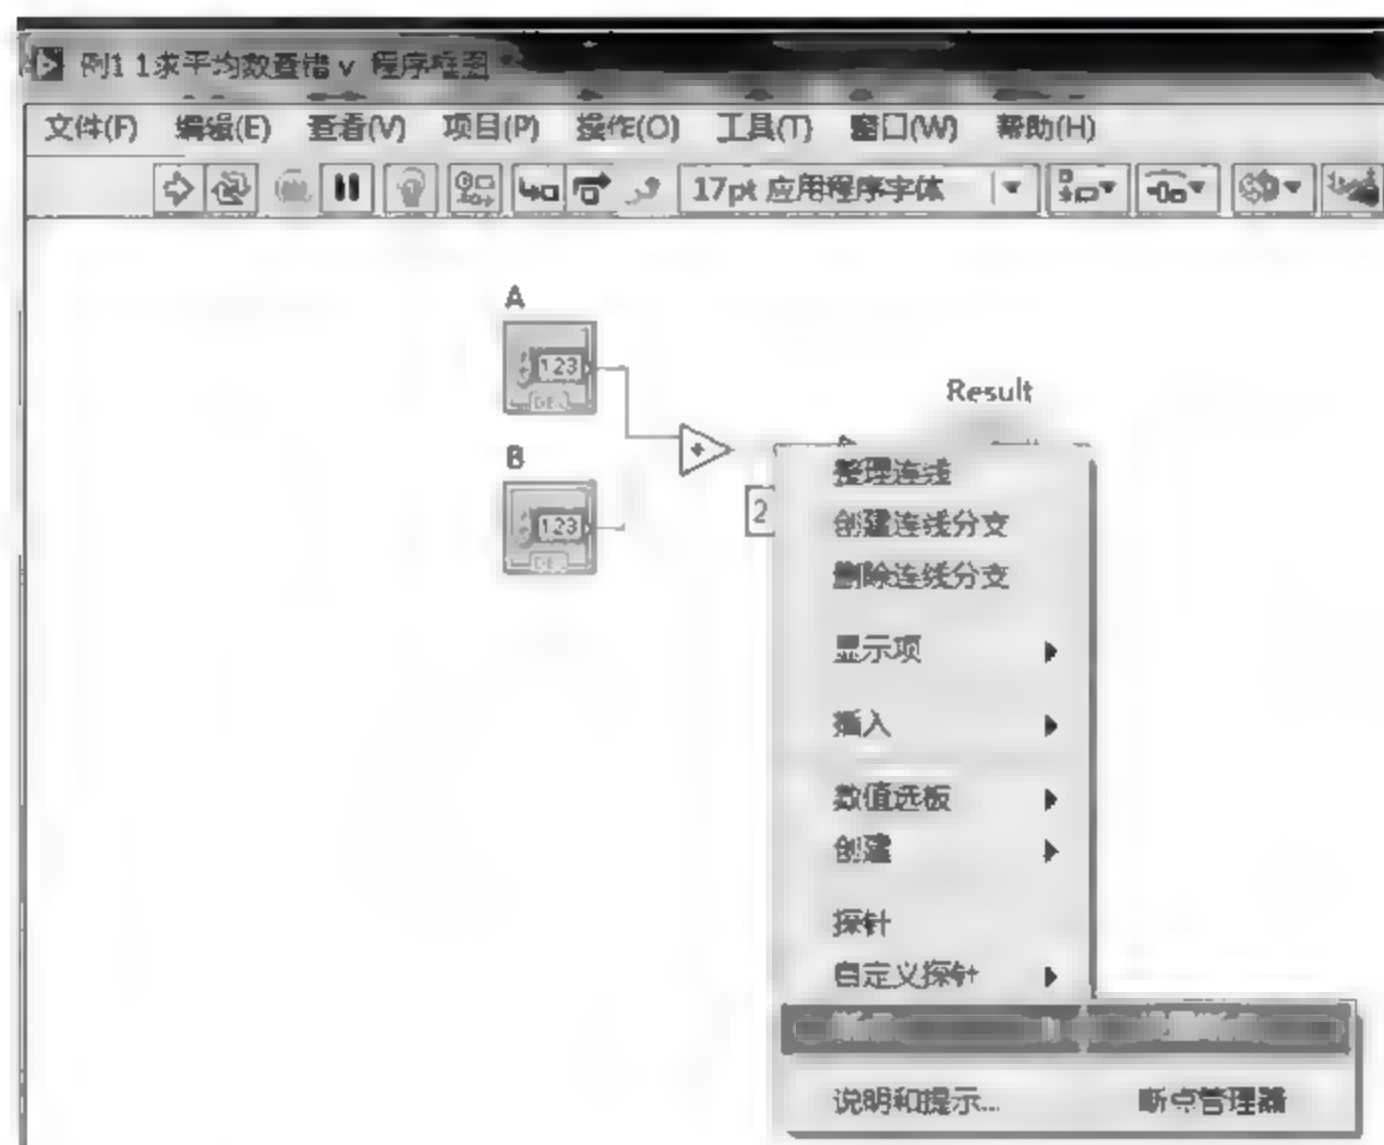 例1 1求平均数查错 v 程序框图 *
文件(F) 编辑(E) 查看(V) 项目(P) 操作(O) 工具(T) 窗口(W) 帮助(H)
17pt 应用程序字体
A
123
Result
B
123
2
整理连线
创建连线分支
删除连线分支
显示项
插入
数值选板
创建
探针
自定义探针
说明和提示...
断点管理器